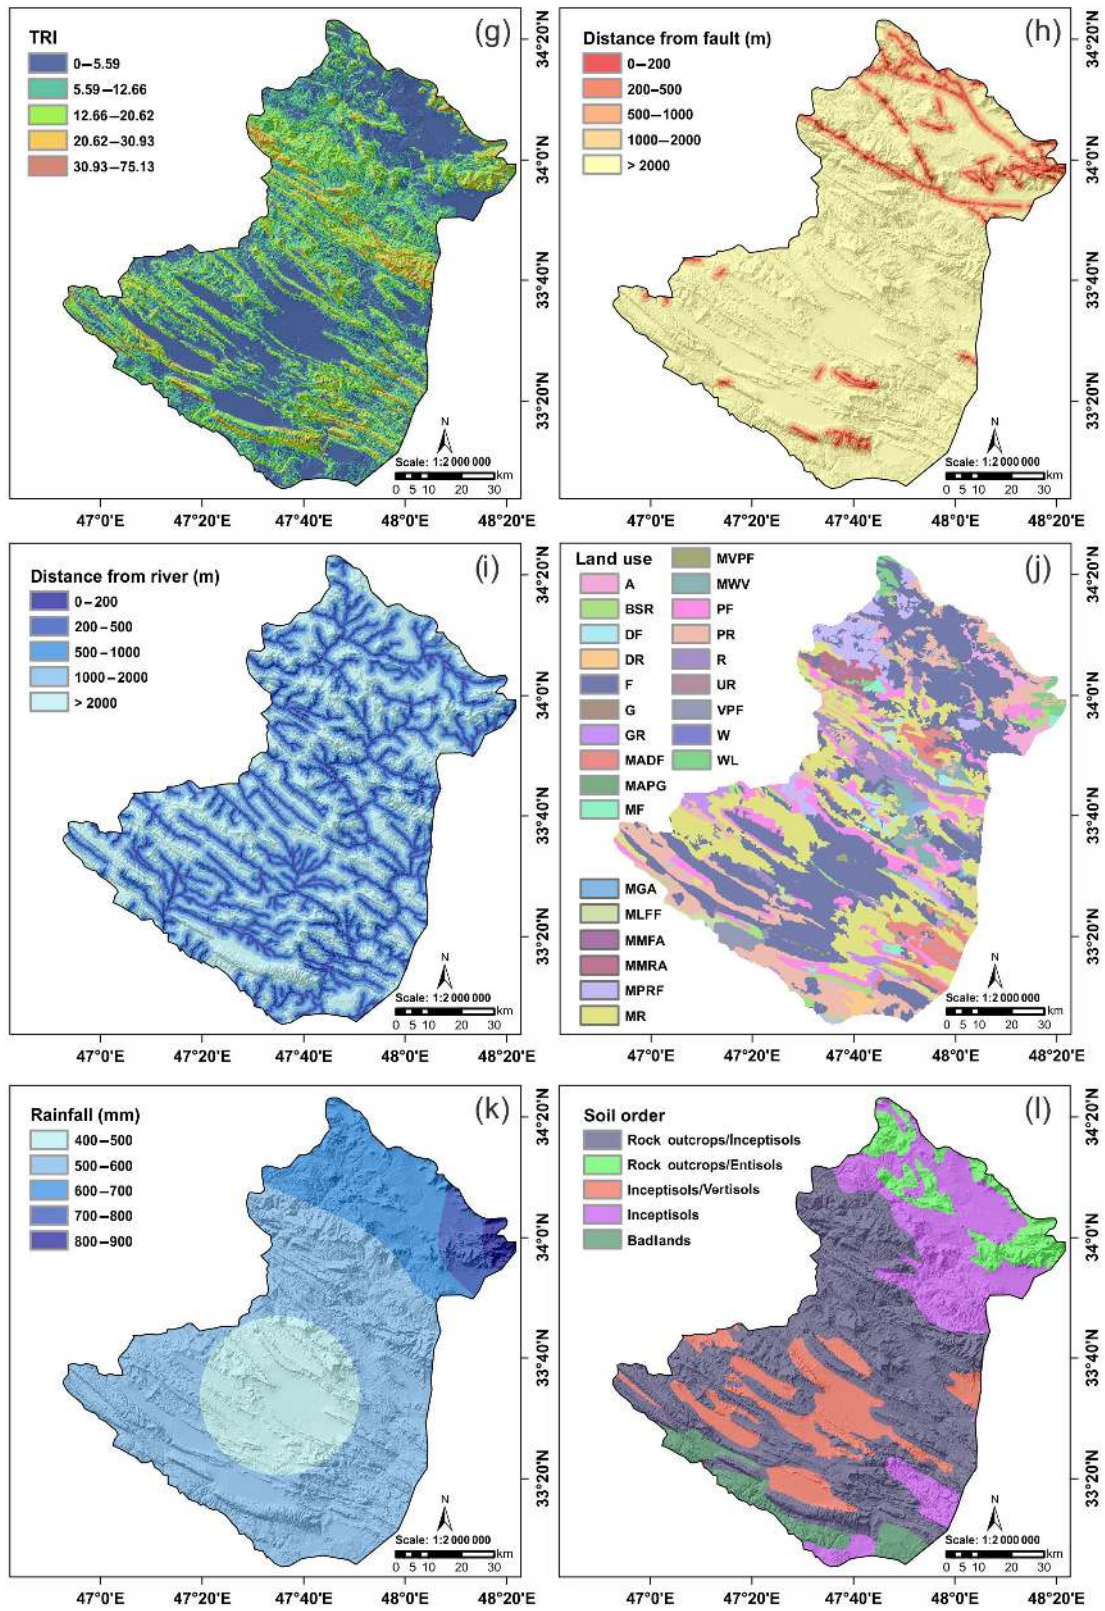 (g)
TRI
0–5.59
5.59–12.66
12.66–20.62
20.62–30.93
30.93–75.13
N
Scale: 1:2 000 000
km
0 5 10 20 30
47°0'E 47°20'E 47°40'E 48°0'E 48°20'E
34°20'N
34°0'N
33°40'N
33°20'N
(h)
Distance from fault (m)
0–200
200–500
500–1000
1000–2000
> 2000
N
Scale: 1:2 000 000
km
0 5 10 20 30
47°0'E 47°20'E 47°40'E 48°0'E 48°20'E
34°20'N
34°0'N
33°40'N
33°20'N
(i)
Distance from river (m)
0–200
200–500
500–1000
1000–2000
> 2000
N
Scale: 1:2 000 000
km
0 5 10 20 30
47°0'E 47°20'E 47°40'E 48°0'E 48°20'E
34°20'N
34°0'N
33°40'N
33°20'N
(j)
Land use
A
BSR
DF
DR
F
G
GR
MADF
MAPG
MF
MVPF
MWV
PF
PR
R
UR
VPF
W
WL
MGA
MLFF
MMFA
MMRA
MPRF
MR
N
Scale: 1:2 000 000
km
0 5 10 20 30
47°0'E 47°20'E 47°40'E 48°0'E 48°20'E
34°20'N
34°0'N
33°40'N
33°20'N
(k)
Rainfall (mm)
400–500
500–600
600–700
700–800
800–900
N
Scale: 1:2 000 000
km
0 5 10 20 30
47°0'E 47°20'E 47°40'E 48°0'E 48°20'E
34°20'N
34°0'N
33°40'N
33°20'N
(l)
Soil order
Rock outcrops/Inceptisols
Rock outcrops/Entisols
Inceptisols/Vertisols
Inceptisols
Badlands
N
Scale: 1:2 000 000
km
0 5 10 20 30
47°0'E 47°20'E 47°40'E 48°0'E 48°20'E
34°20'N
34°0'N
33°40'N
33°20'N